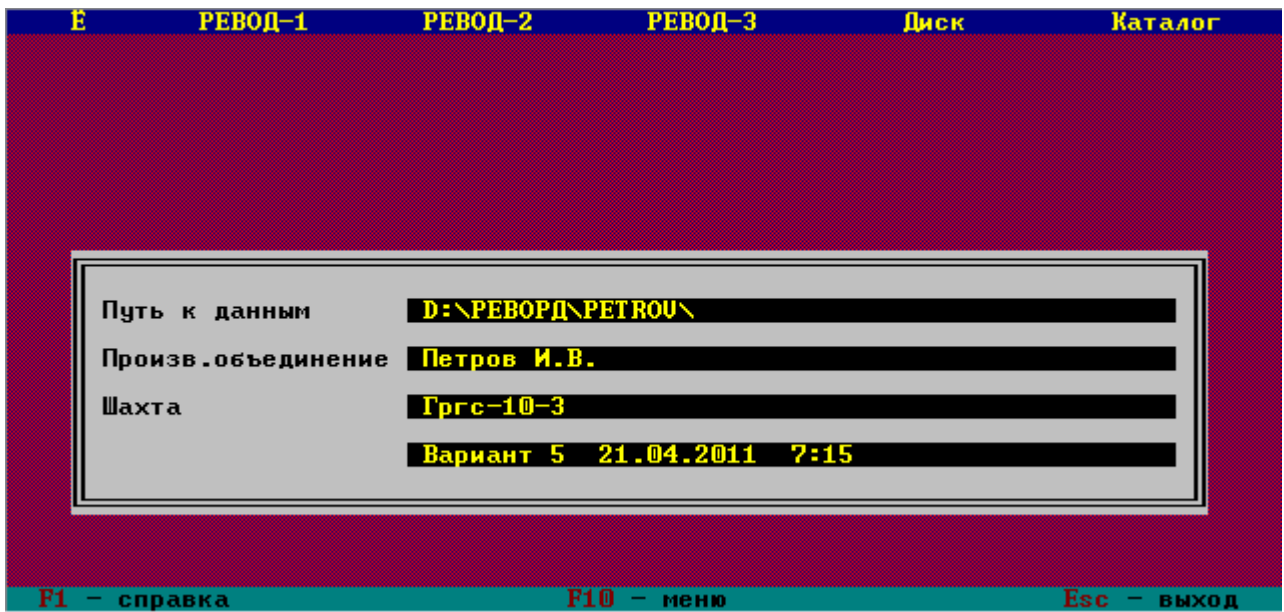 Ё РЕВОД-1 РЕВОД-2 РЕВОД-3 Диск Каталог
Путь к данным D:\РЕВОРД\PETROV\
Произв.объединение Петров И.В.
Шахта Гргс-10-3
Вариант 5 21.04.2011 7:15
F1 - справка F10 - меню Esc - выход